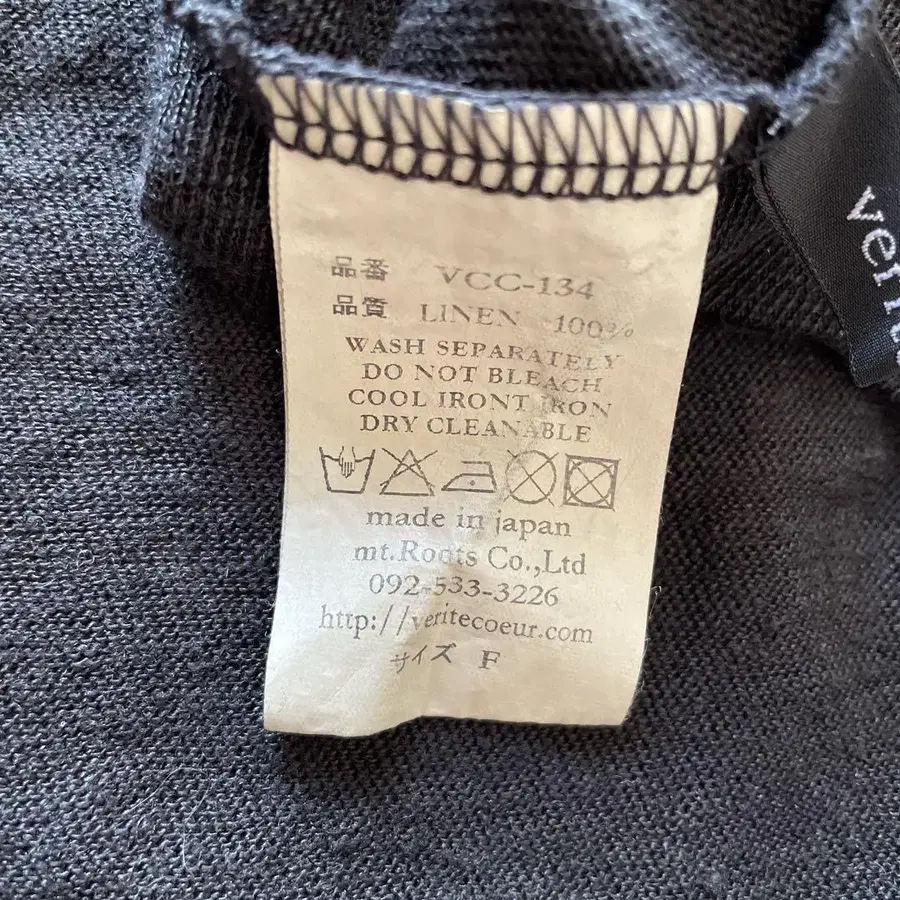 品番 VCC-134
品質 LINEN 100%
WASH SEPARATELY
DO NOT BLEACH
COOL IRONT IRON
DRY CLEANABLE
made in japan
mt.Roots Co.,Ltd
092-533-3226
http://veritecoeur.com
サイズ F
verite